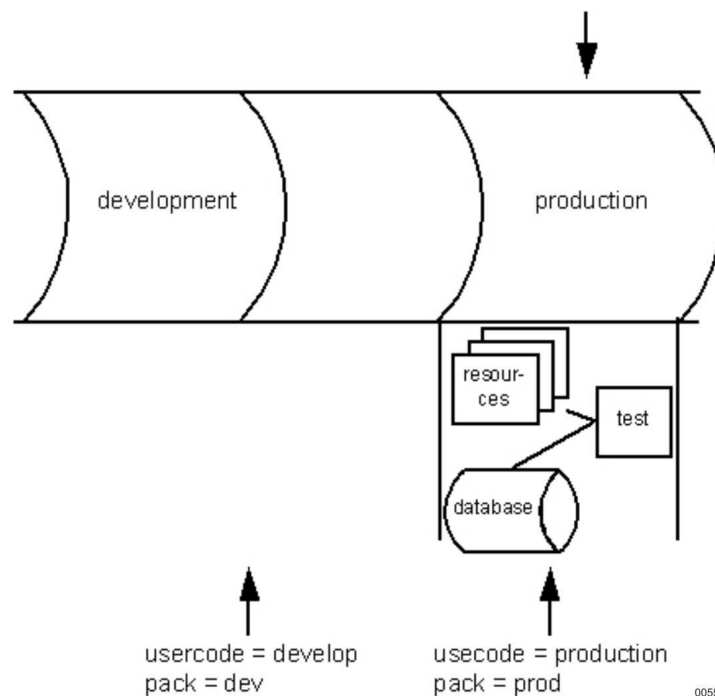 development
production
resour-
ces
test
database
usercode = develop
pack = dev
usecode = production
pack = prod